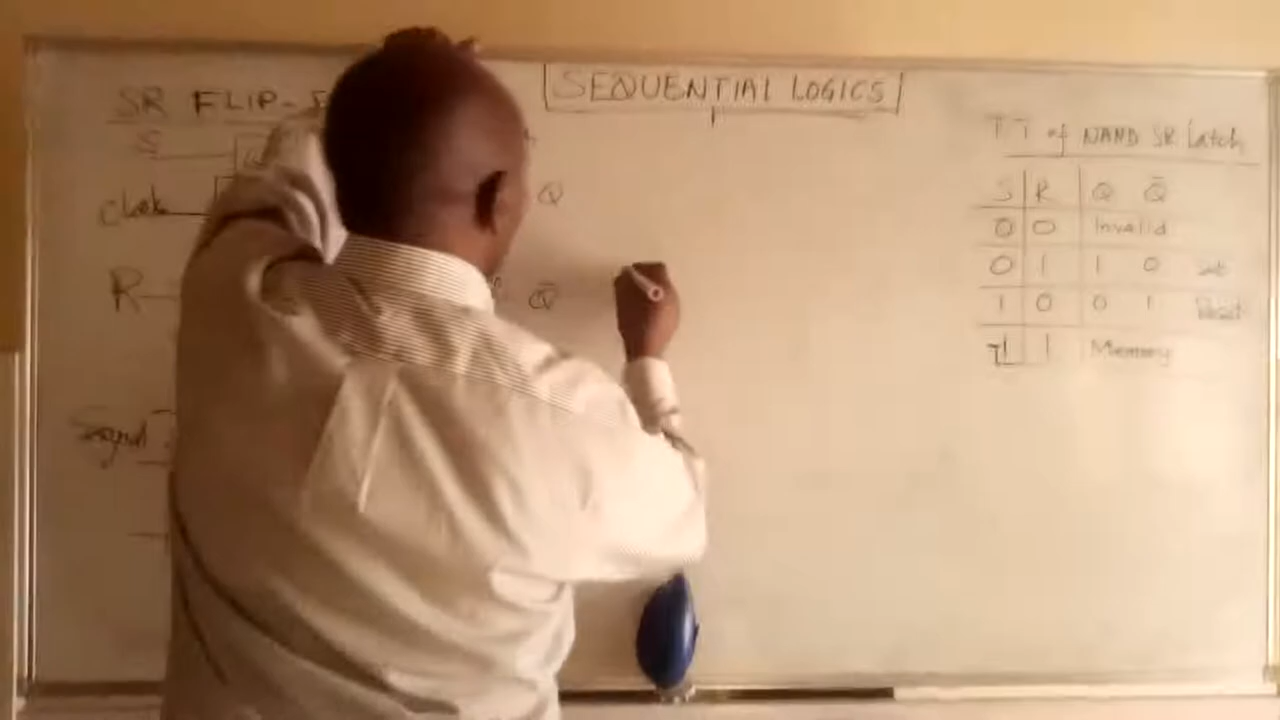 SEQUENTIAL LOGICS
SR FLIP-
S
Q
R
Q̄
TT of NAND SR Latch
S R Q Q̄
0 0 Invalid
0 1 1 0 Set
1 0 0 1 Reset
1 1 Memory